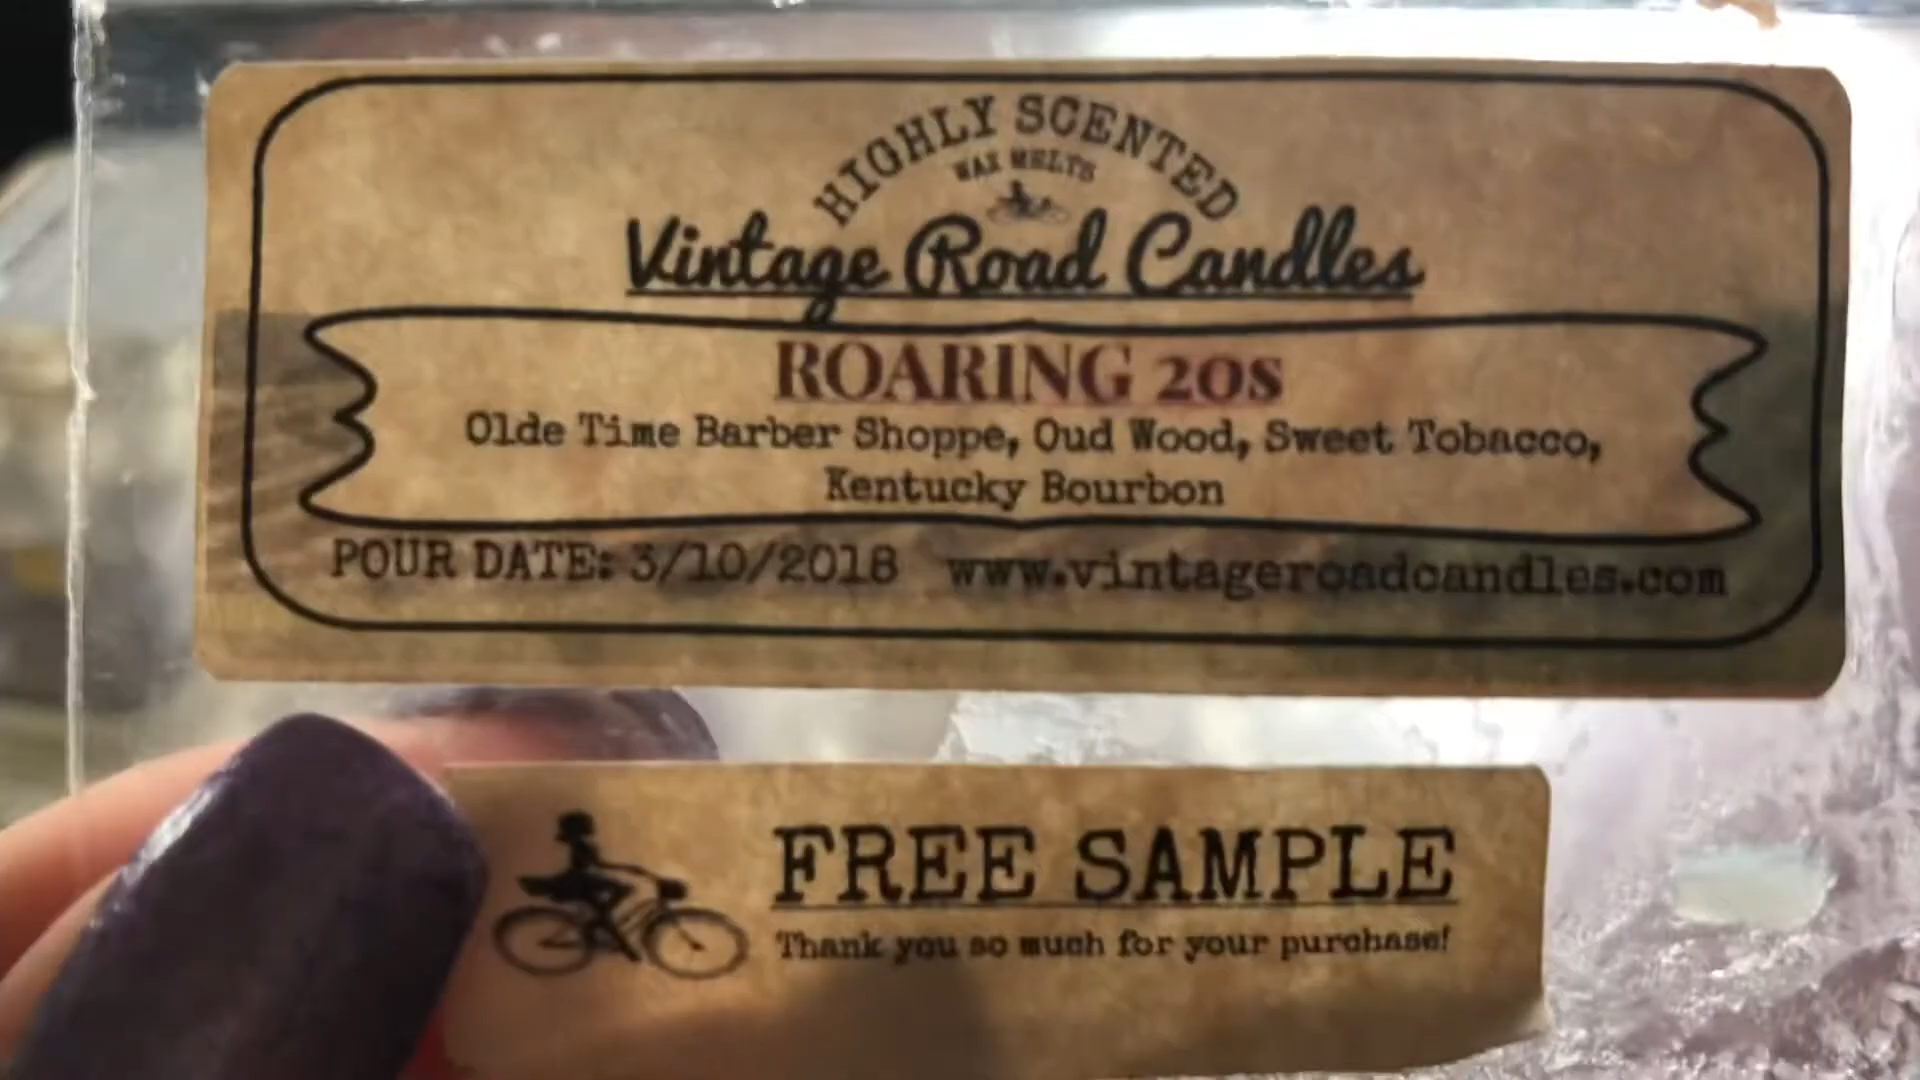 HIGHLY SCENTED
WAX MELTS
Vintage Road Candles
ROARING 20s
Olde Time Barber Shoppe, Oud Wood, Sweet Tobacco,
Kentucky Bourbon
POUR DATE: 3/10/2018 www.vintageroadcandles.com
FREE SAMPLE
Thank you so much for your purchase!